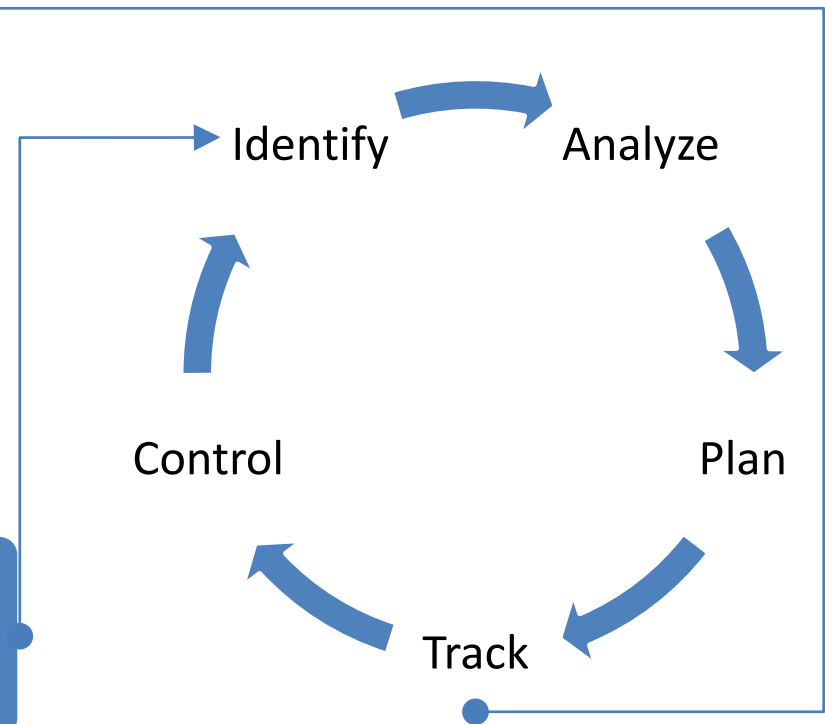 Identify
Analyze
Control
Plan
Track